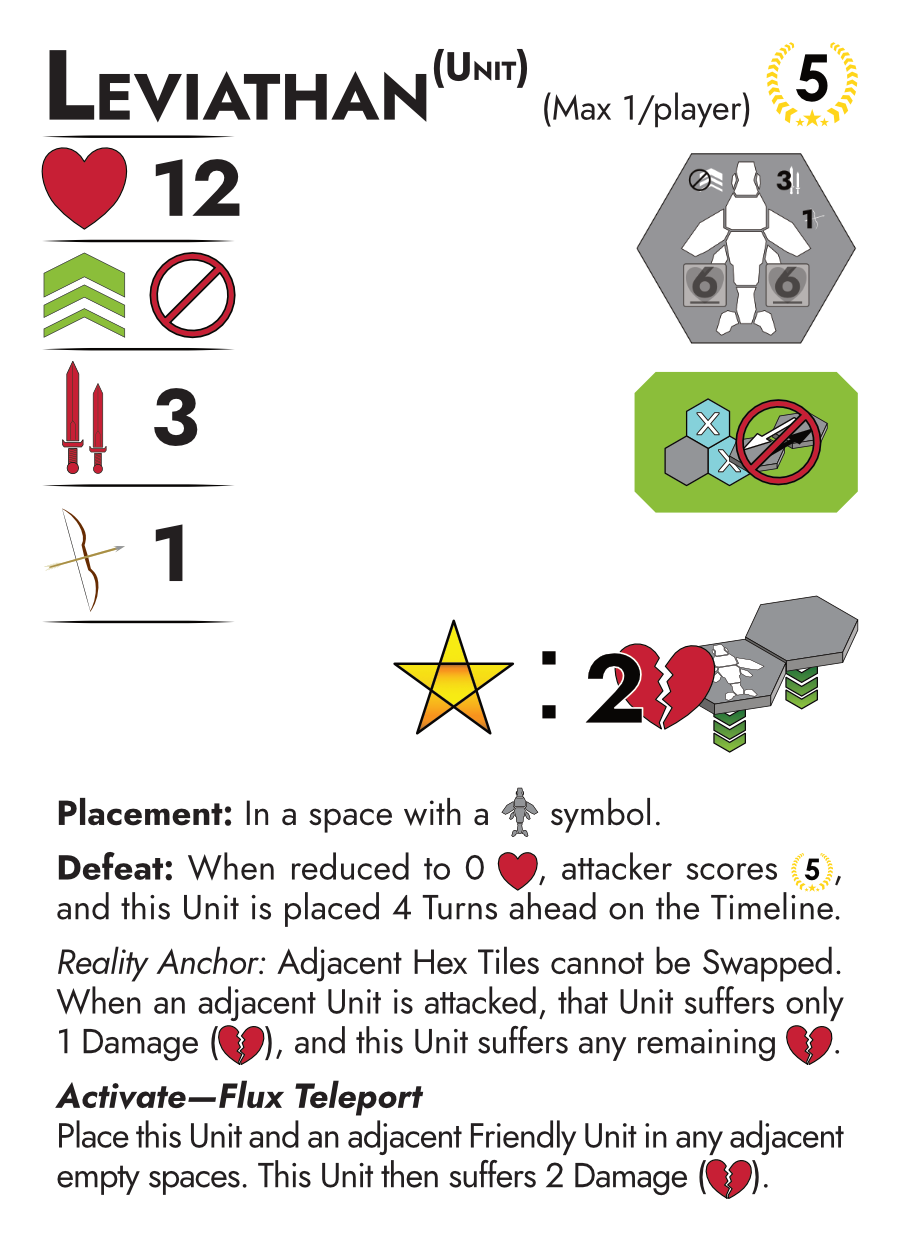 LEVIATHAN (UNIT) (Max 1/player) 5
12
3
1
3
1
6 6
X
X
: 2
Placement: In a space with a symbol.
Defeat: When reduced to 0 , attacker scores 5,
and this Unit is placed 4 Turns ahead on the Timeline.
Reality Anchor: Adjacent Hex Tiles cannot be Swapped.
When an adjacent Unit is attacked, that Unit suffers only
1 Damage ( ), and this Unit suffers any remaining .
Activate—Flux Teleport
Place this Unit and an adjacent Friendly Unit in any adjacent
empty spaces. This Unit then suffers 2 Damage ( ).